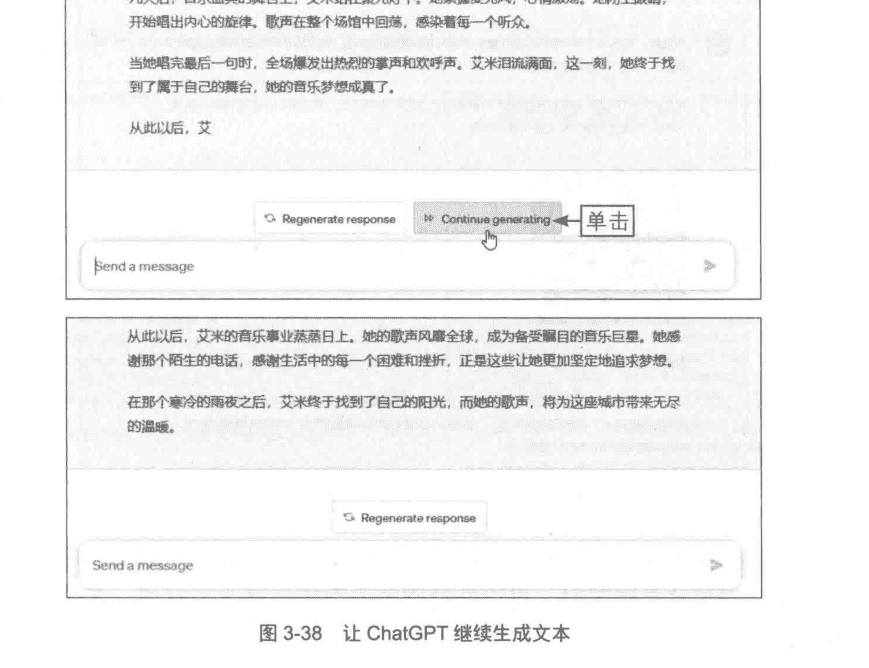 开始唱出内心的旋律。歌声在整个场馆中回荡，感染着每一个听众。
当她唱完最后一句时，全场爆发出热烈的掌声和欢呼声。艾米泪流满面，这一刻，她终于找
到了属于自己的舞台，她的音乐梦想成真了。
从此以后，艾
Regenerate response
Continue generating
单击
Send a message
从此以后，艾米的音乐事业蒸蒸日上。她的歌声风靡全球，成为备受瞩目的音乐巨星。她感
谢那个陌生的电话，感谢生活中的每一个困难和挫折，正是这些让她更加坚定地追求梦想。
在那个寒冷的雨夜之后，艾米终于找到了自己的阳光，而她的歌声，将为这座城市带来无尽
的温暖。
Regenerate response
Send a message
图 3-38 让 ChatGPT 继续生成文本